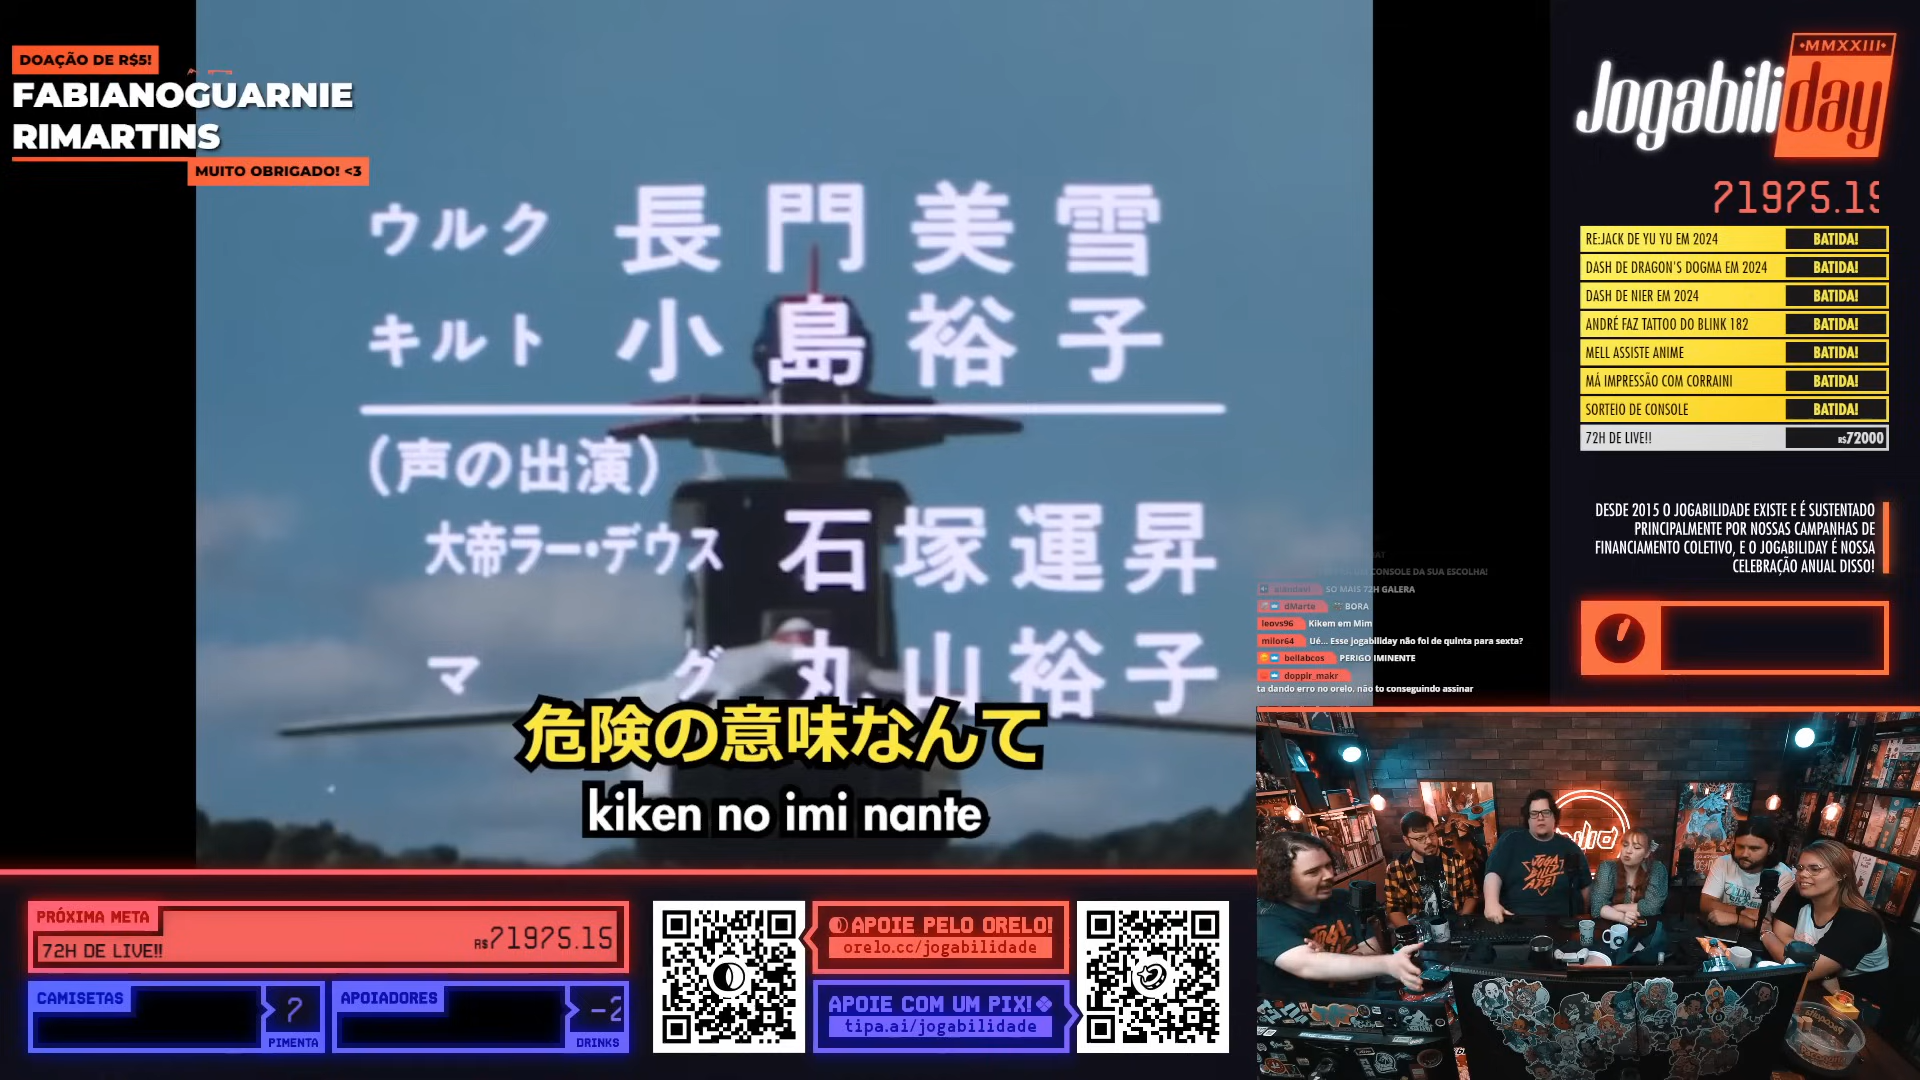 DOAÇÃO DE R$5!
FABIANOGUARNIE
RIMARTINS
MUITO OBRIGADO! <3
ウルク 長門美雪
キルト 小島裕子
(声の出演)
大帝ラー・デウス 石塚運昇
マグ 丸山裕子
危険の意味なんて
kiken no imi nante
•MMXXIII•
Jogabiliday
71975.15
RE:JACK DE YU YU EM 2024 BATIDA!
DASH DE DRAGON'S DOGMA EM 2024 BATIDA!
DASH DE NIER EM 2024 BATIDA!
ANDRÉ FAZ TATTOO DO BLINK 182 BATIDA!
MELL ASSISTE ANIME BATIDA!
MÁ IMPRESSÃO COM CORRAINI BATIDA!
SORTEIO DE CONSOLE BATIDA!
72H DE LIVE!! R$72000
DESDE 2015 O JOGABILIDADE EXISTE E É SUSTENTADO
PRINCIPALMENTE POR NOSSAS CAMPANHAS DE
FINANCIAMENTO COLETIVO, E O JOGABILIDAY É NOSSA
CELEBRAÇÃO ANUAL DISSO!
CONSOLE DA SUA ESCOLHA!
SO MAIS 72H GALERA
dMarte BORA
leovs96 Kikem em Mim
milor64 Ué... Esse jogabiliday não foi de quinta para sexta?
bellabcos PERIGO IMINENTE
dopplr_makr
ta dando erro no orelo, não to conseguindo assinar
PRÓXIMA META
72H DE LIVE!! R$71975.15
CAMISETAS 7 PIMENTA
APOIADORES -2 DRINKS
APOIE PELO ORELO!
orelo.cc/jogabilidade
APOIE COM UM PIX!
tipa.ai/jogabilidade